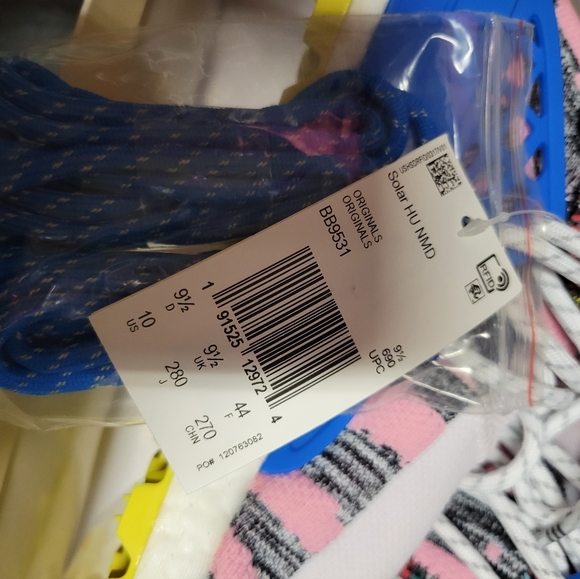 Solar HU NMD
ORIGINALS
ORIGINALS
BB9531
RFID
1 91525 12972 4
9½
690
UPC
10
US
9½
D
9½
UK
44
F
280
J
270
CHN
PO# 120763082